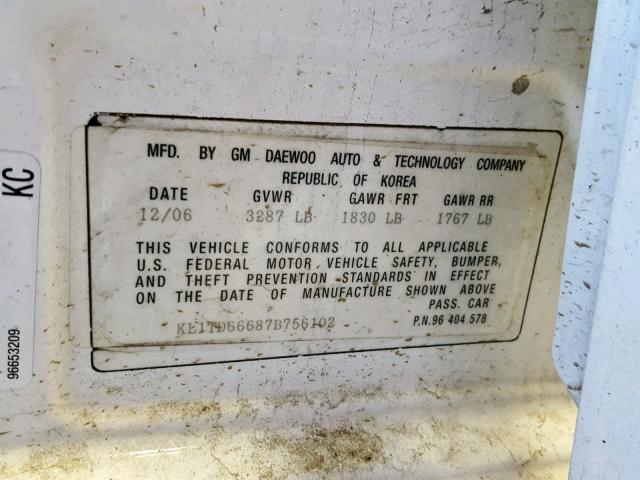 MFD. BY GM DAEWOO AUTO & TECHNOLOGY COMPANY
REPUBLIC OF KOREA
DATE GVWR GAWR FRT GAWR RR
12/06 3287 LB 1830 LB 1767 LB
THIS VEHICLE CONFORMS TO ALL APPLICABLE
U.S. FEDERAL MOTOR VEHICLE SAFETY, BUMPER,
AND THEFT PREVENTION STANDARDS IN EFFECT
ON THE DATE OF MANUFACTURE SHOWN ABOVE
PASS. CAR
P.N.96 404 578
KC
96653209